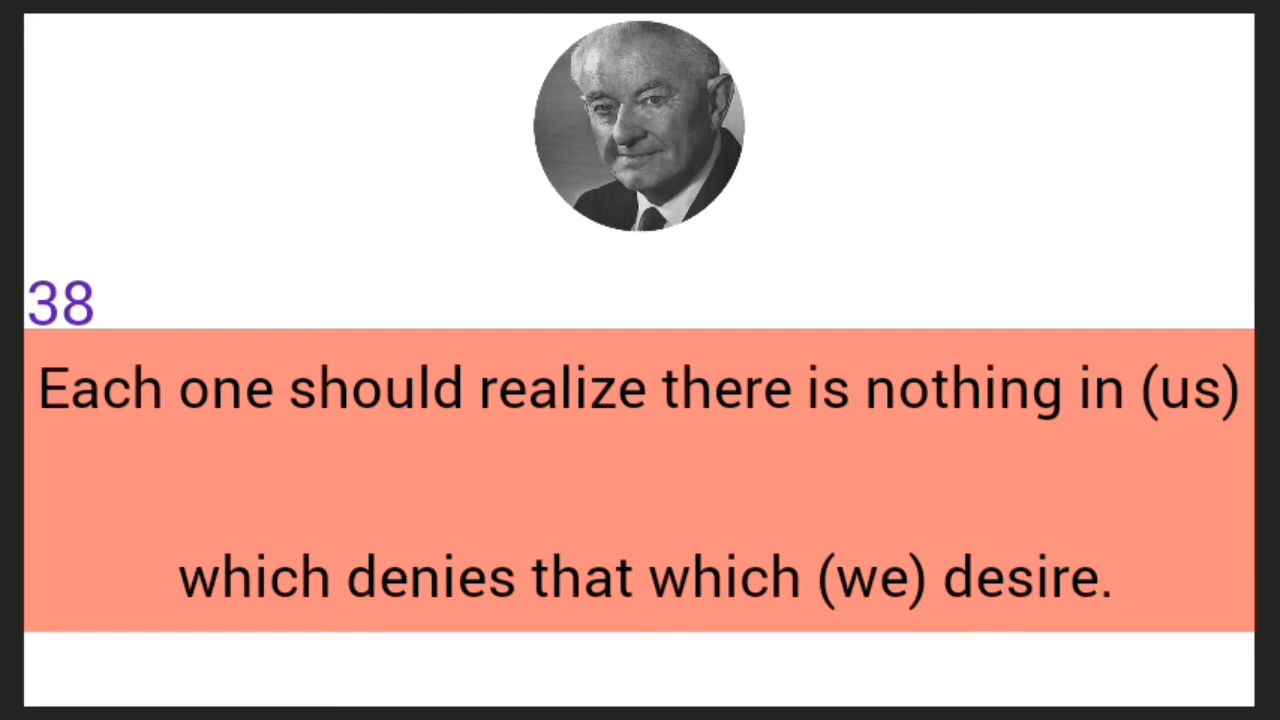 38
Each one should realize there is nothing in (us)
which denies that which (we) desire.